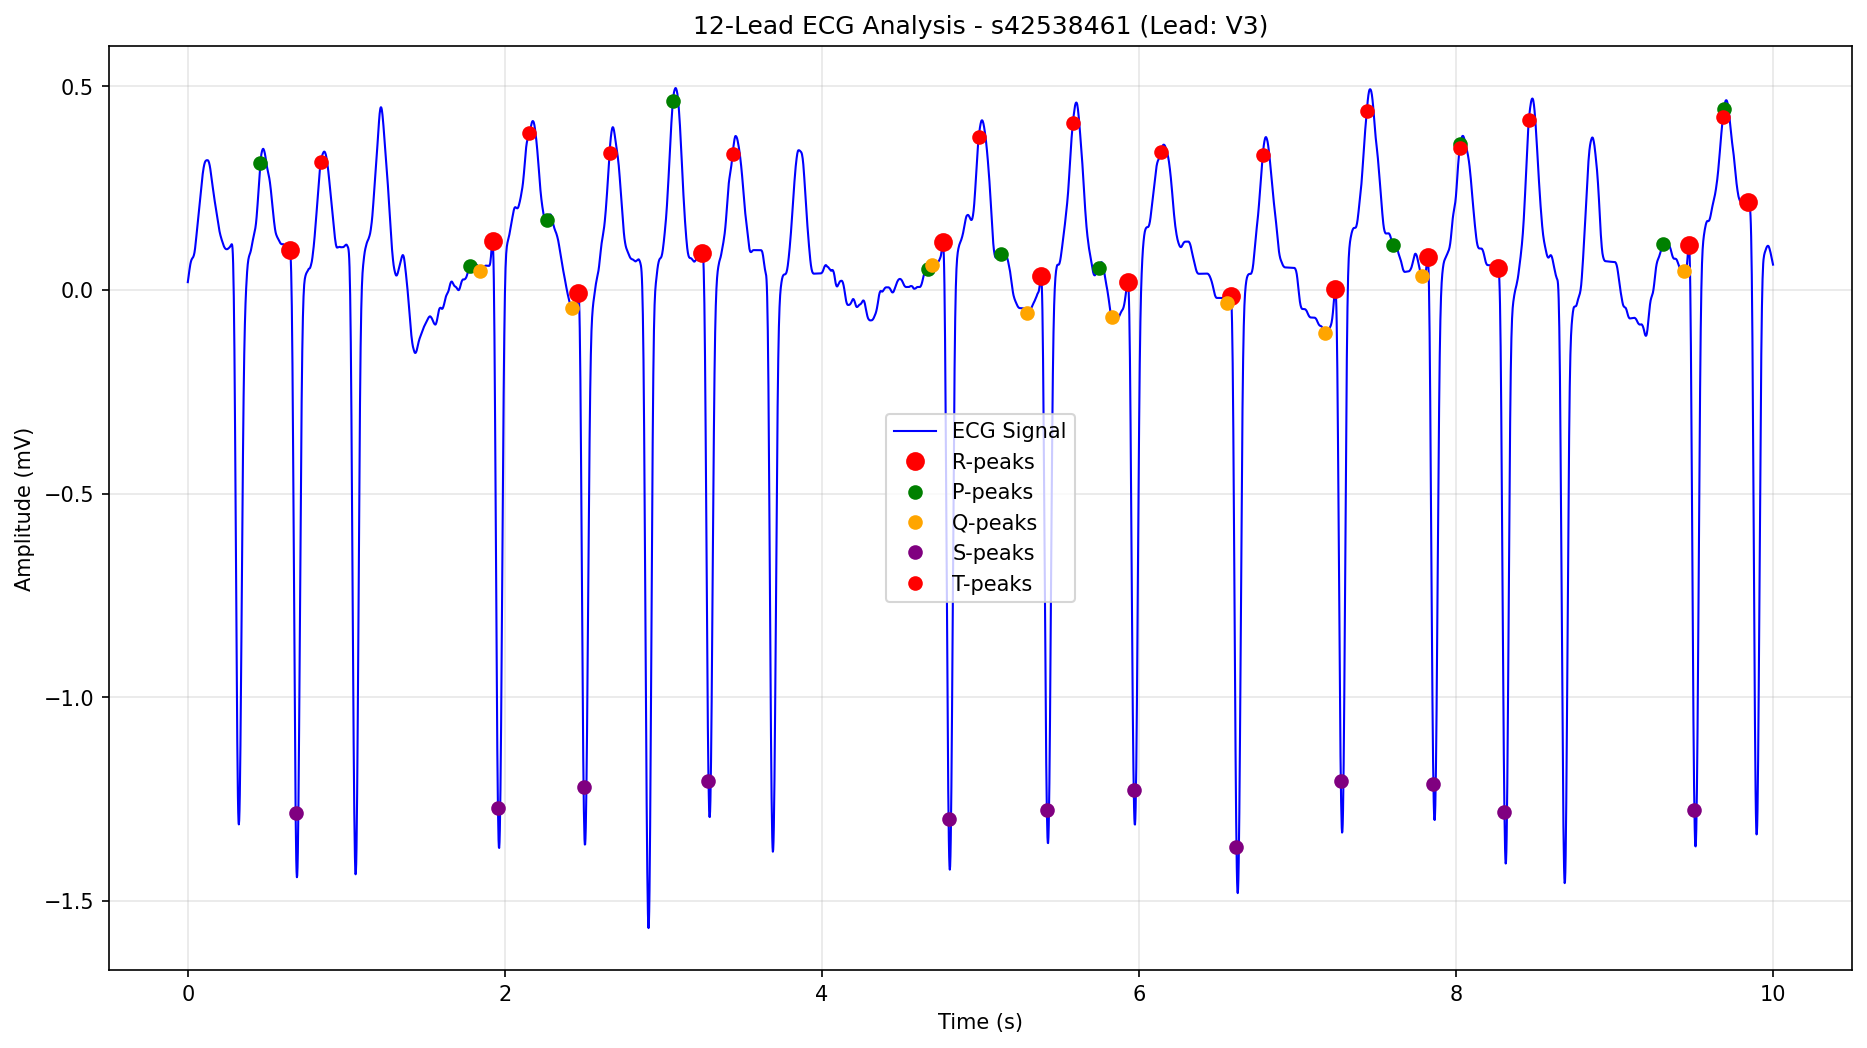 12-Lead ECG Analysis - s42538461 (Lead: V3)
Amplitude (mV)
0.5
0.0
−0.5
−1.0
−1.5
ECG Signal
R-peaks
P-peaks
Q-peaks
S-peaks
T-peaks
0 2 4 6 8 10
Time (s)